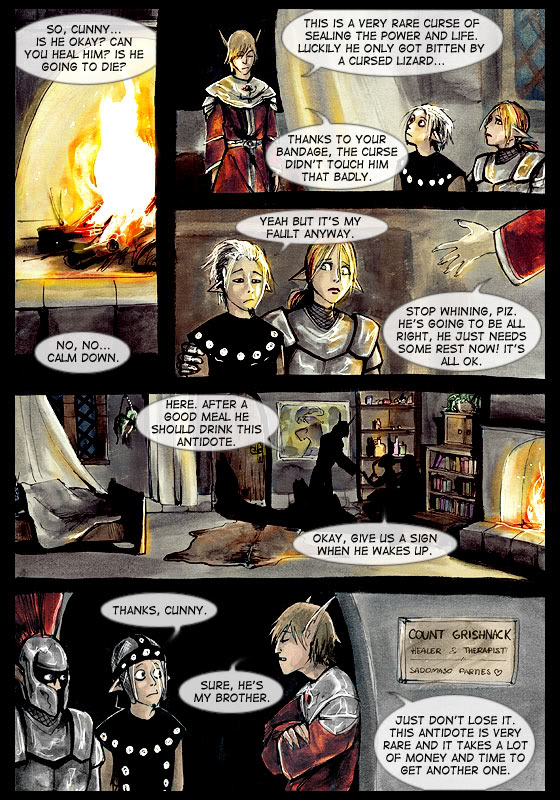 SO, CUNNY...
IS HE OKAY? CAN
YOU HEAL HIM? IS HE
GOING TO DIE?
NO, NO...
CALM DOWN.
THIS IS A VERY RARE CURSE OF
SEALING THE POWER AND LIFE.
LUCKILY HE ONLY GOT BITTEN BY
A CURSED LIZARD...
THANKS TO YOUR
BANDAGE, THE CURSE
DIDN'T TOUCH HIM
THAT BADLY.
YEAH BUT IT'S MY
FAULT ANYWAY.
STOP WHINING, PIZ.
HE'S GOING TO BE ALL
RIGHT, HE JUST NEEDS
SOME REST NOW! IT'S
ALL OK.
HERE. AFTER A
GOOD MEAL HE
SHOULD DRINK THIS
ANTIDOTE.
OKAY, GIVE US A SIGN
WHEN HE WAKES UP.
THANKS, CUNNY.
SURE, HE'S
MY BROTHER.
COUNT GRISHNACK
HEALER & THERAPIST
SADOMASO PARTIES ♡
JUST DON'T LOSE IT.
THIS ANTIDOTE IS VERY
RARE AND IT TAKES A LOT
OF MONEY AND TIME TO
GET ANOTHER ONE.